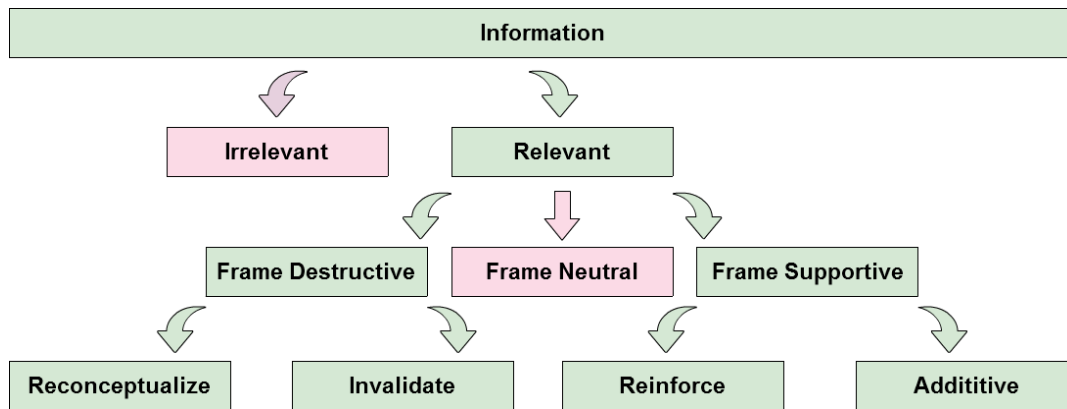 Information
Irrelevant
Relevant
Frame Destructive
Frame Neutral
Frame Supportive
Reconceptualize
Invalidate
Reinforce
Addititive